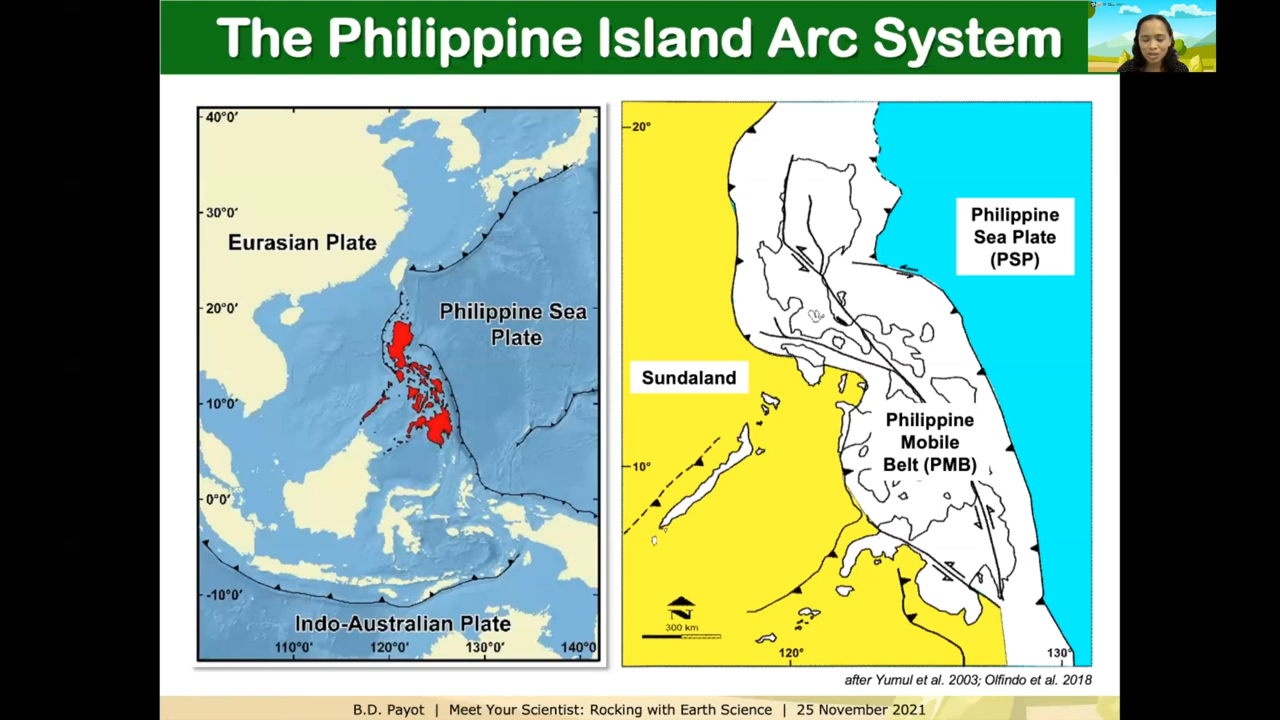 The Philippine Island Arc System
40°0'
30°0'
Eurasian Plate
20°0'
Philippine Sea
Plate
10°0'
0°0'
-10°0'
Indo-Australian Plate
110°0'
120°0'
130°0'
140°0'
20°
Philippine
Sea Plate
(PSP)
Sundaland
Philippine
Mobile
Belt (PMB)
10°
N
300 km
120°
130°
after Yumul et al. 2003; Olfindo et al. 2018
B.D. Payot | Meet Your Scientist: Rocking with Earth Science | 25 November 2021